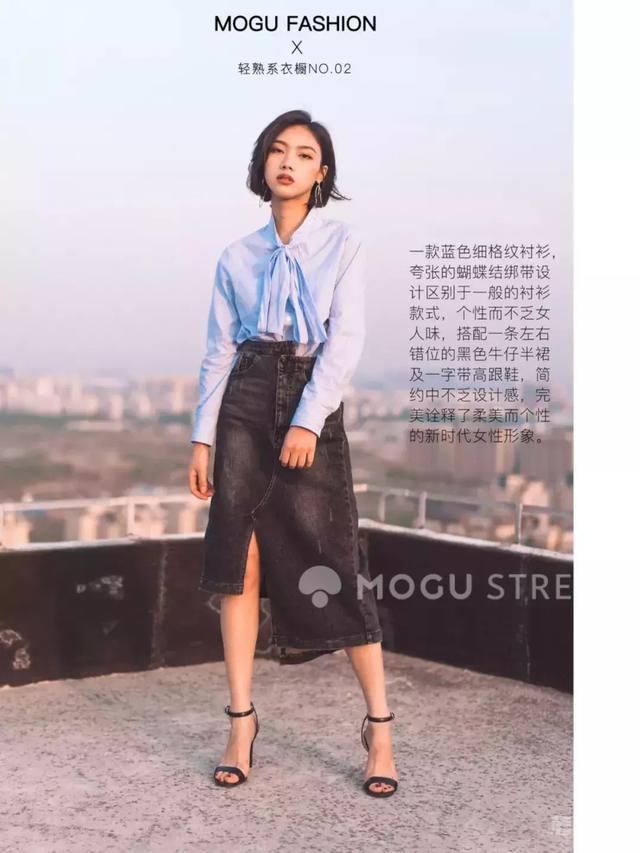 MOGU FASHION
X
轻熟系衣橱NO.02
一款蓝色细格纹衬衫，
夸张的蝴蝶结绑带设
计区别于一般的衬衫
款式，个性而不乏女
人味，搭配一条左右
错位的黑色牛仔半裙
及一字带高跟鞋，简
约中不乏设计感，完
美诠释了柔美而个性
的新时代女性形象。
MOGU STRE